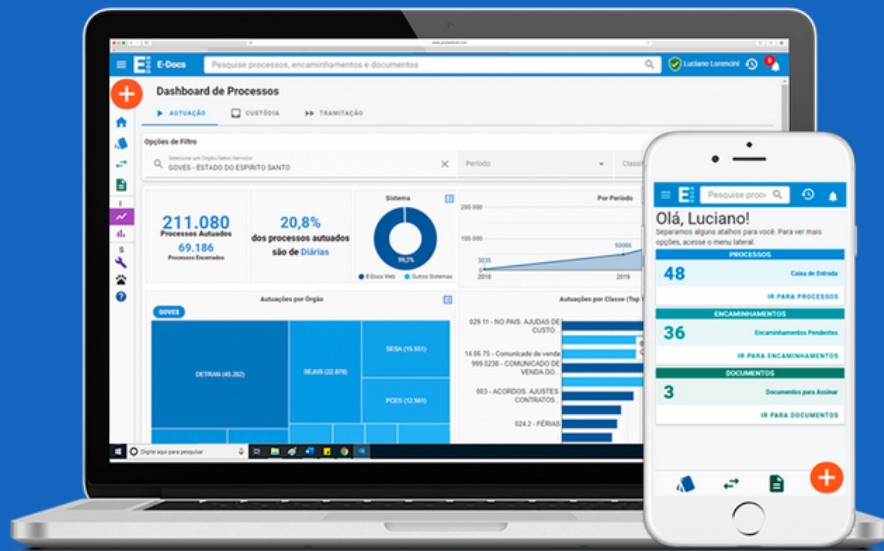 E-Docs
Pesquise processos, encaminhamentos e documentos
Luciano Lorencini
Dashboard de Processos
AUTUAÇÃO
CUSTÓDIA
TRAMITAÇÃO
Opções de Filtro
GOVES - ESTADO DO ESPIRITO SANTO
Período
211.080
Processos Autuados
69.186
Processos Encerrados
20,8%
dos processos autuados
são de Diárias
Sistema
99,2%
E-Docs Web
Outros Sistemas
Por Período
200.000
100.000
0
3035
50066
2018
2019
Autuações por Órgão
GOVES
DETRAN (45.282)
SEJUS (22.878)
SESA (15.551)
PCES (12.561)
Autuações por Classe (Top
029.11 - NO PAIS. AJUDAS DE
CUSTO...
14.06.75 - Comunicado de venda
999.0238 - COMUNICADO DE
VENDA DO...
003 - ACORDOS. AJUSTES.
CONTRATOS...
024.2 - FÉRIAS
Digite aqui para pesquisar
Pesquise proc
Olá, Luciano!
Separamos alguns atalhos para você. Para ver mais
opções, acesse o menu lateral.
PROCESSOS
48
Caixa de Entrada
IR PARA PROCESSOS
ENCAMINHAMENTOS
36
Encaminhamentos Pendentes
IR PARA ENCAMINHAMENTOS
DOCUMENTOS
3
Documentos para Assinar
IR PARA DOCUMENTOS